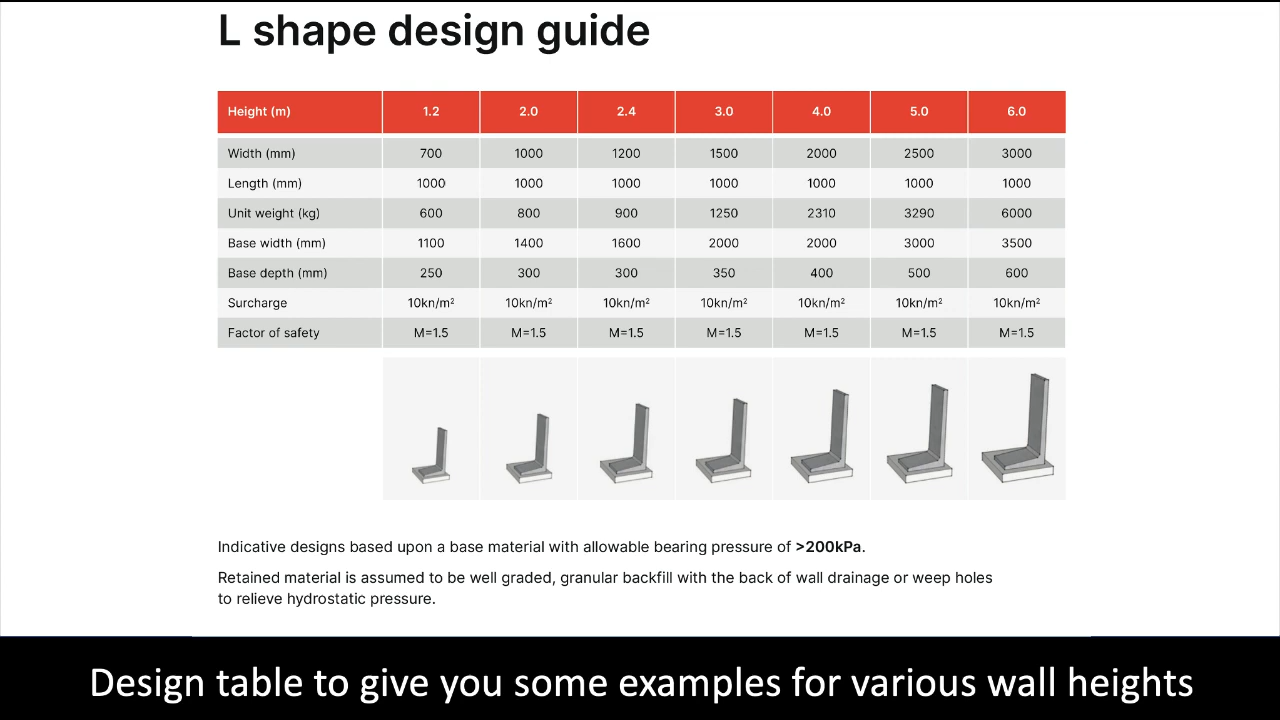 L shape design guide
Height (m) 1.2 2.0 2.4 3.0 4.0 5.0 6.0
Width (mm) 700 1000 1200 1500 2000 2500 3000
Length (mm) 1000 1000 1000 1000 1000 1000 1000
Unit weight (kg) 600 800 900 1250 2310 3290 6000
Base width (mm) 1100 1400 1600 2000 2000 3000 3500
Base depth (mm) 250 300 300 350 400 500 600
Surcharge 10kn/m² 10kn/m² 10kn/m² 10kn/m² 10kn/m² 10kn/m² 10kn/m²
Factor of safety M=1.5 M=1.5 M=1.5 M=1.5 M=1.5 M=1.5 M=1.5
Indicative designs based upon a base material with allowable bearing pressure of >200kPa.
Retained material is assumed to be well graded, granular backfill with the back of wall drainage or weep holes
to relieve hydrostatic pressure.
Design table to give you some examples for various wall heights